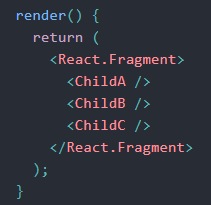 render() {
  return (
    <React.Fragment>
      <ChildA />
      <ChildB />
      <ChildC />
    </React.Fragment>
  );
}